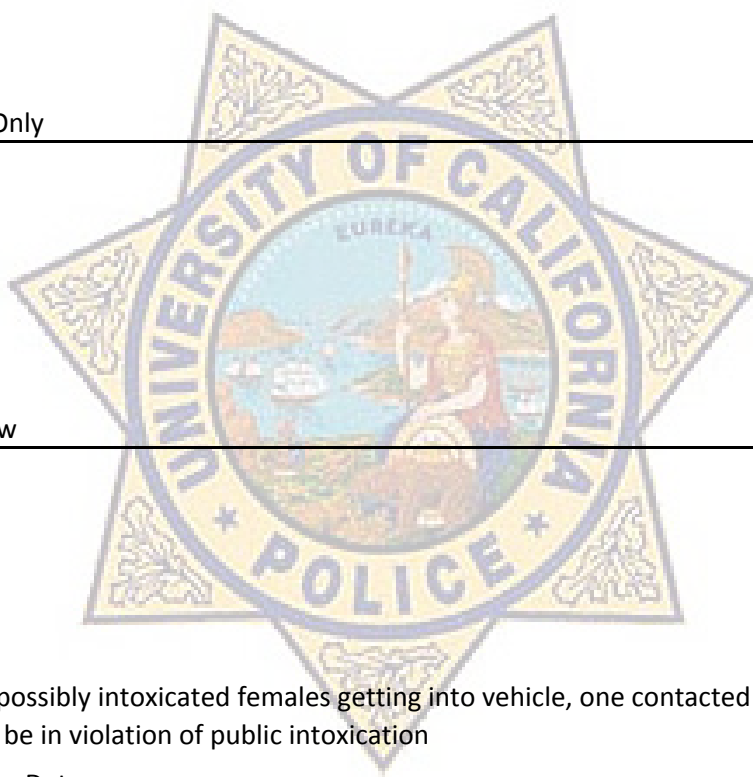 Only
UNIVERSITY OF CALIFORNIA
EUREKA
w
POLICE
possibly intoxicated females getting into vehicle, one contacted
be in violation of public intoxication